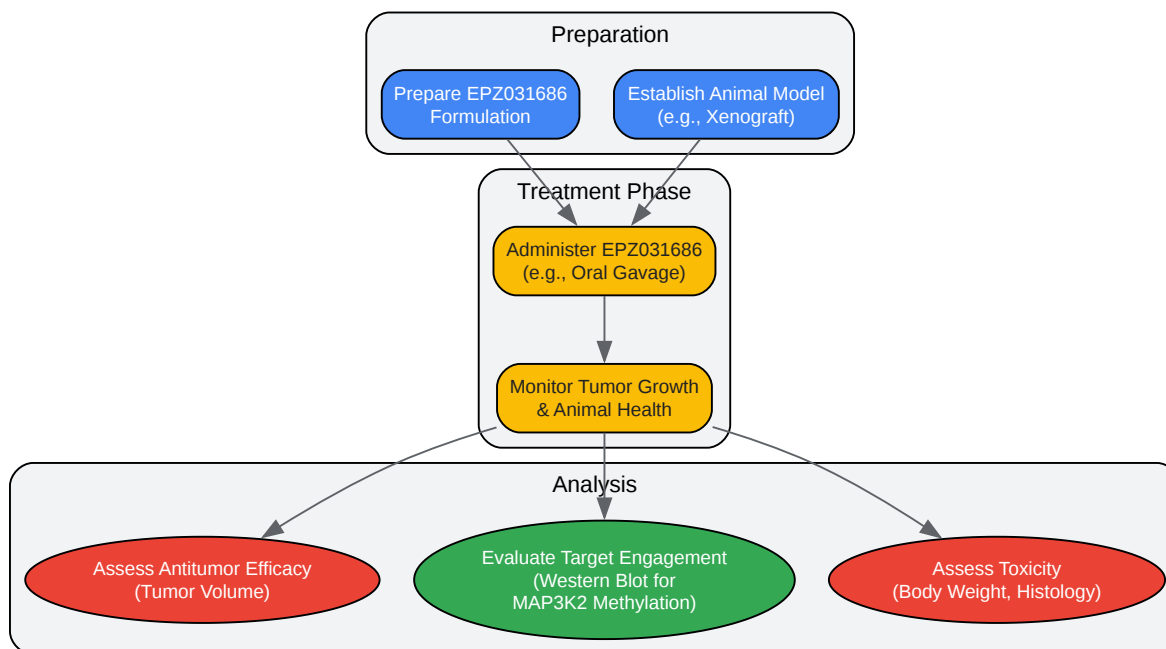 Preparation
Prepare EPZ031686
Formulation
Establish Animal Model
(e.g., Xenograft)
Treatment Phase
Administer EPZ031686
(e.g., Oral Gavage)
Monitor Tumor Growth
& Animal Health
Analysis
Assess Antitumor Efficacy
(Tumor Volume)
Evaluate Target Engagement
(Western Blot for
MAP3K2 Methylation)
Assess Toxicity
(Body Weight, Histology)